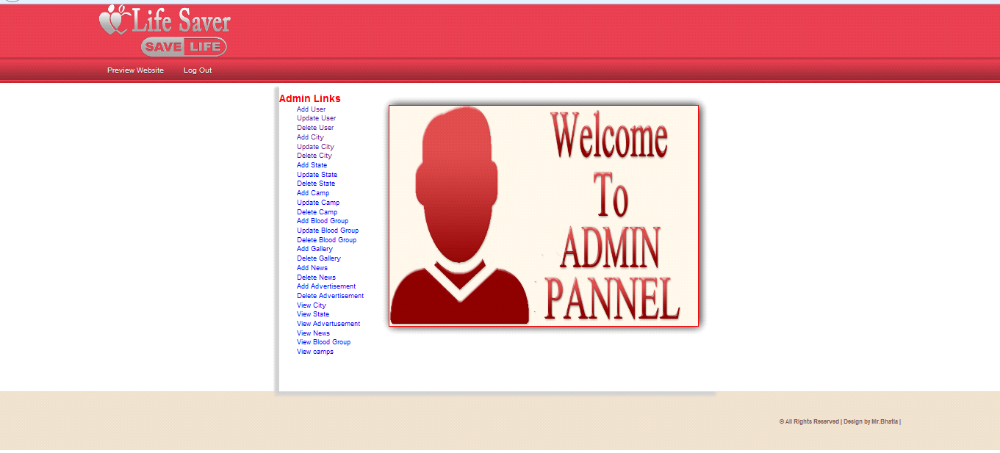 Life Saver
SAVE LIFE
Preview Website Log Out
Admin Links
Add User
Update User
Delete User
Add City
Update City
Delete City
Add State
Update State
Delete State
Add Camp
Update Camp
Delete Camp
Add Blood Group
Update Blood Group
Delete Blood Group
Add Gallery
Delete Gallery
Add News
Delete News
Add Advertisement
Delete Advertisement
View City
View State
View Advertusement
View News
View Blood Group
View camps
Welcome
To
ADMIN
PANNEL
© All Rights Reserved | Design by Mr.Bhatia |